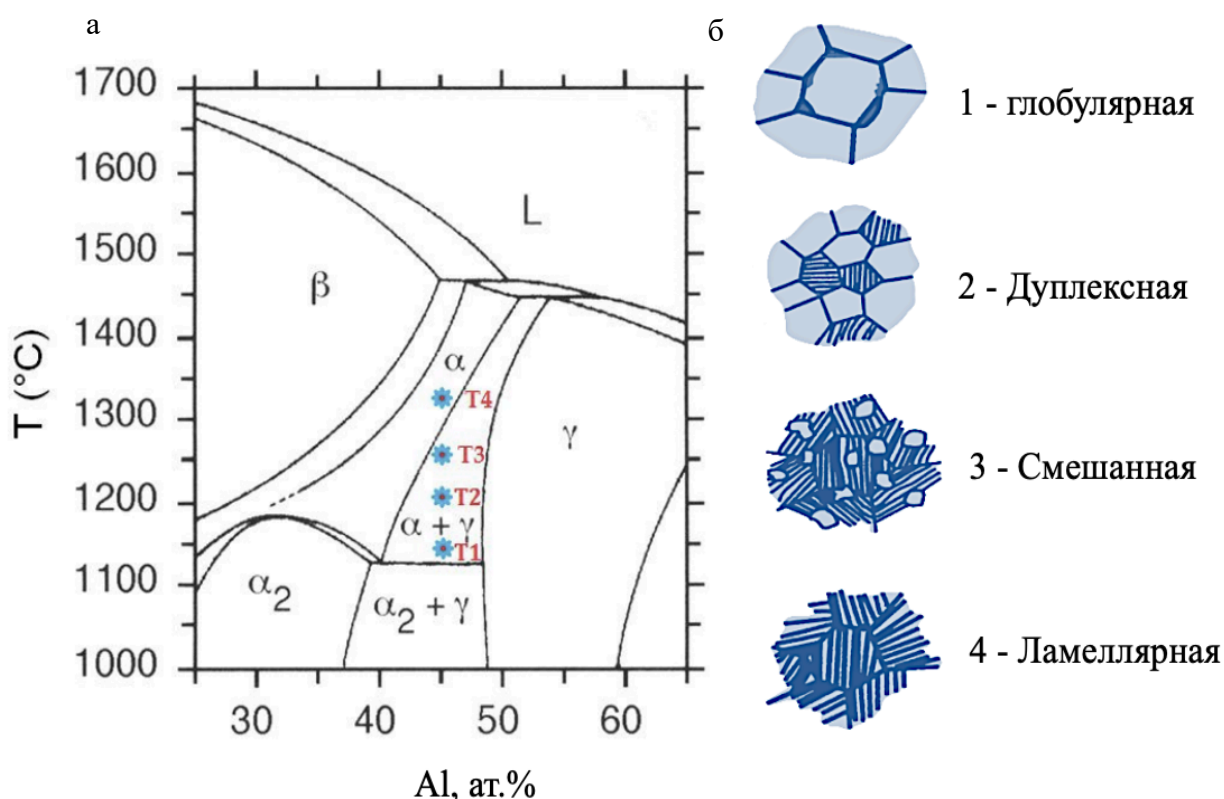 а
1700
1600
1500
1400
1300
1200
1100
1000
T (°C)
L
β
α
T4
T3
γ
T2
α + γ
T1
α2
α2 + γ
30
40
50
60
Al, ат.%
б
1 - глобулярная
2 - Дуплексная
3 - Смешанная
4 - Ламеллярная